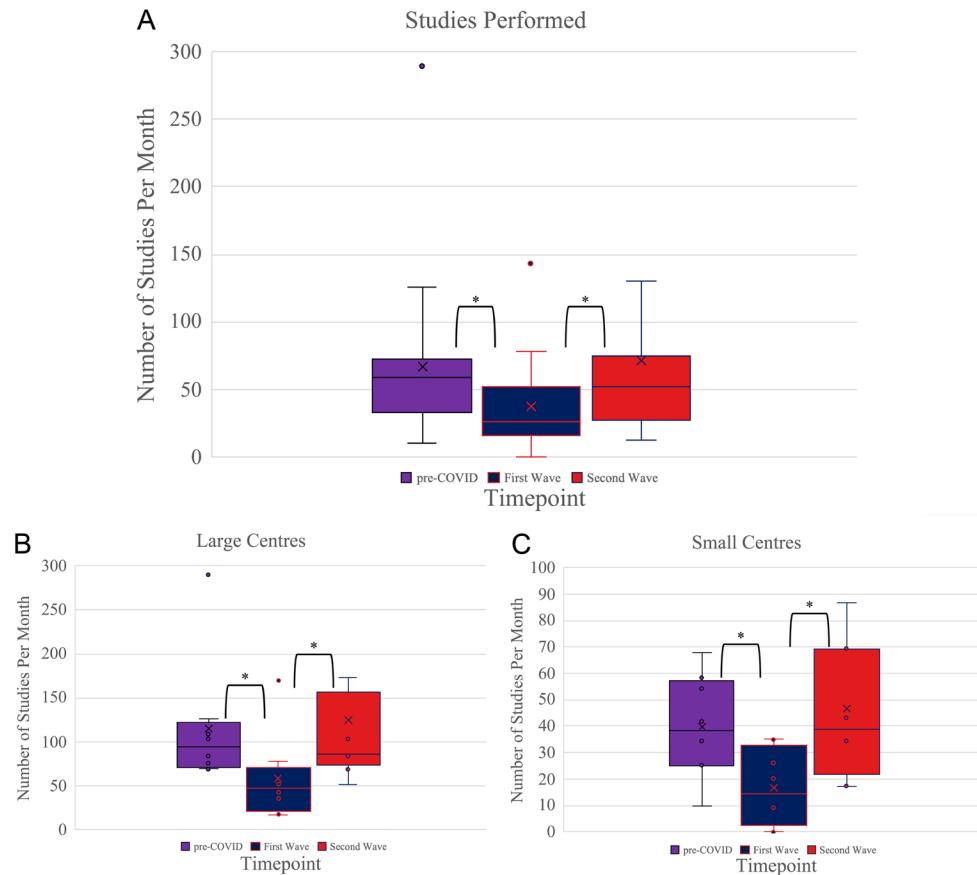 A
Studies Performed
Number of Studies Per Month
300
250
200
150
100
50
0
*
*
pre-COVID First Wave Second Wave
Timepoint
B
Large Centres
Number of Studies Per Month
300
250
200
150
100
50
0
*
*
pre-COVID First Wave Second Wave
Timepoint
C
Small Centres
Number of Studies Per Month
100
90
80
70
60
50
40
30
20
10
0
*
*
pre-COVID First Wave Second Wave
Timepoint